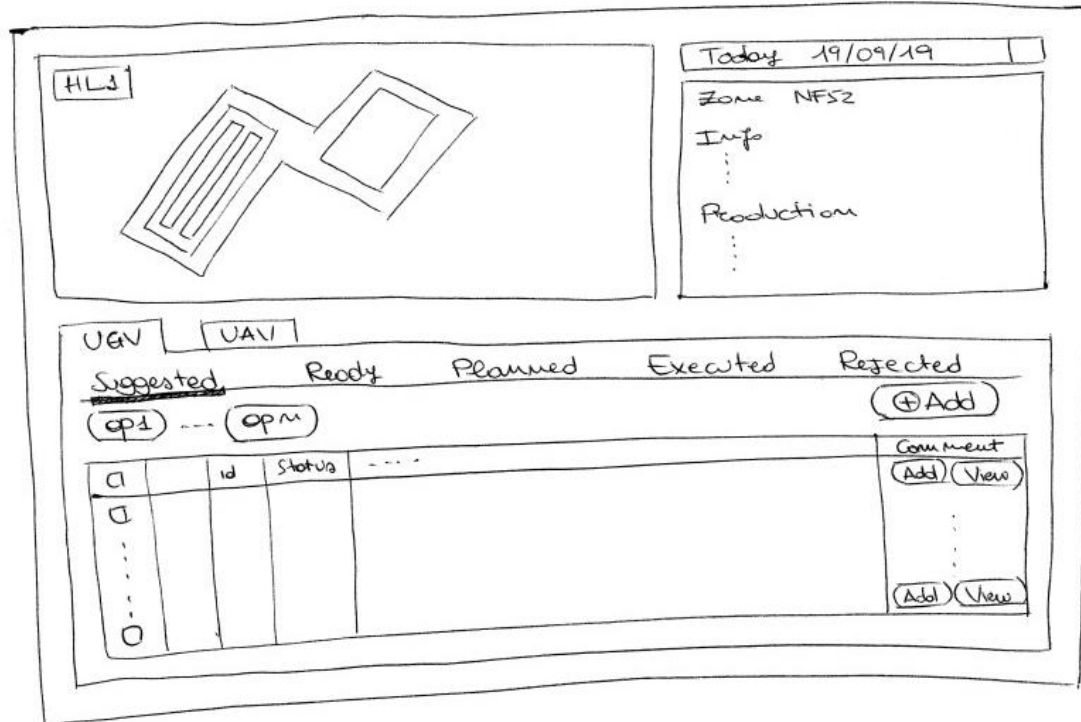 HL1
Today 19/09/19
Zone NF52
Info
Production
UGV UAV
Suggested Ready Planned Executed Rejected
op1 ---- opn
+ Add
id Status ---- Comment
Add View
Add View